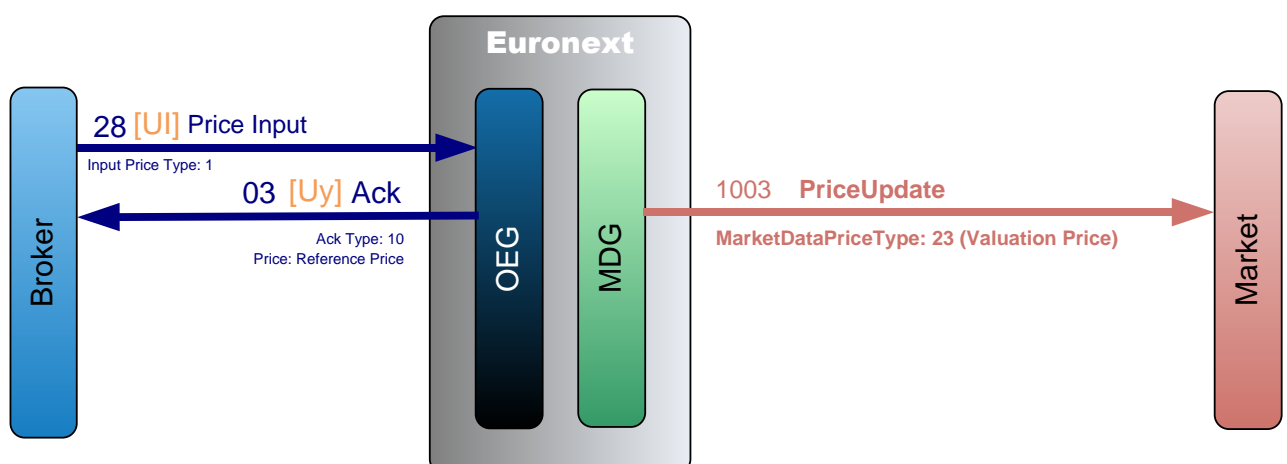 Euronext
28 [UI] Price Input
Input Price Type: 1
03 [Uy] Ack
Ack Type: 10
Price: Reference Price
1003 PriceUpdate
MarketDataPriceType: 23 (Valuation Price)
Broker
OEG
MDG
Market